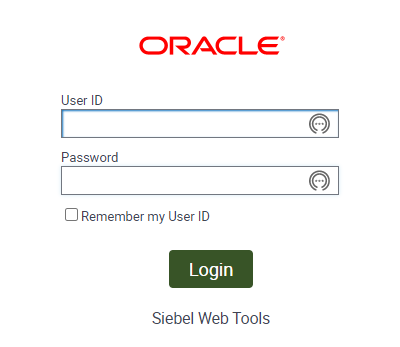 ORACLE®
User ID
Password
Remember my User ID
Login
Siebel Web Tools